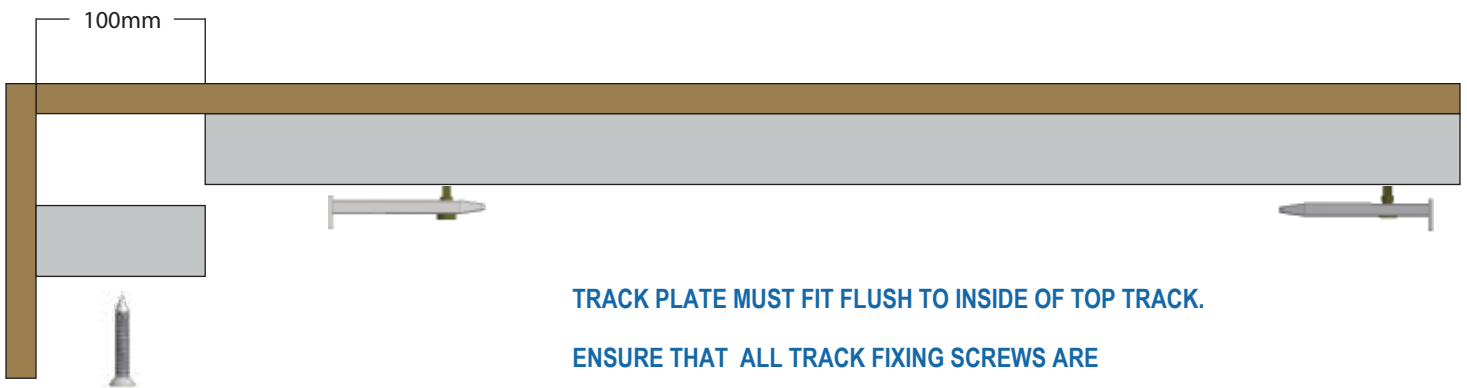 100mm
TRACK PLATE MUST FIT FLUSH TO INSIDE OF TOP TRACK.
ENSURE THAT ALL TRACK FIXING SCREWS ARE